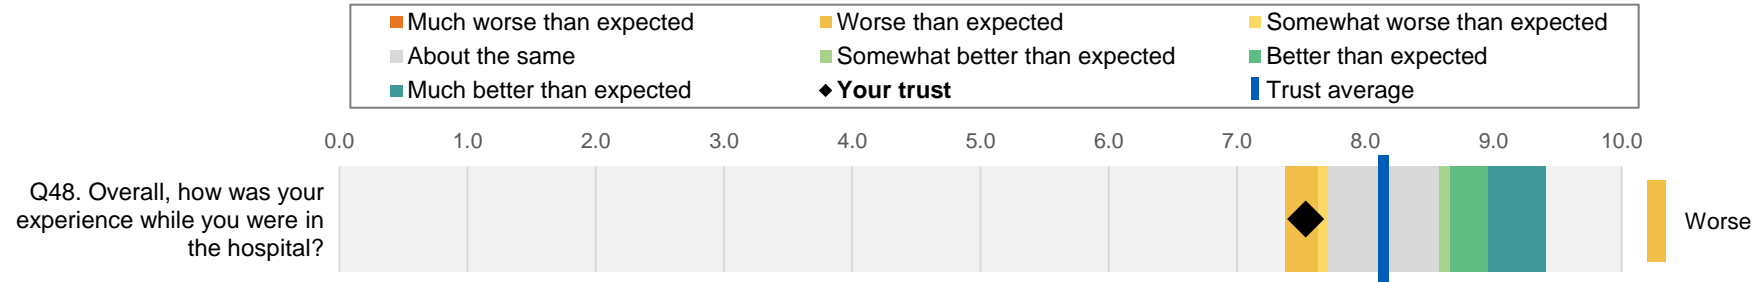 Much worse than expected
Worse than expected
Somewhat worse than expected
About the same
Somewhat better than expected
Better than expected
Much better than expected
Your trust
Trust average
0.0 1.0 2.0 3.0 4.0 5.0 6.0 7.0 8.0 9.0 10.0
Q48. Overall, how was your
experience while you were in
the hospital?
Worse